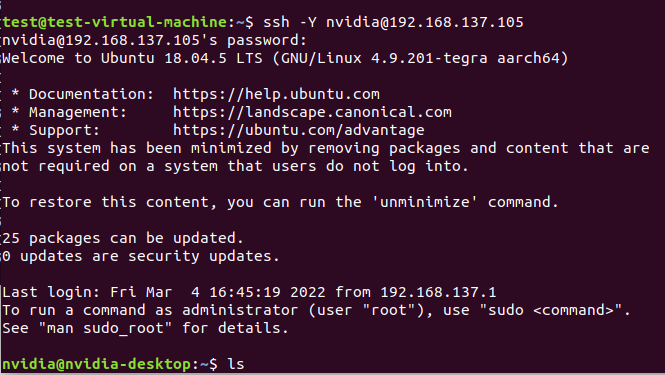 test@test-virtual-machine:~$ ssh -Y nvidia@192.168.137.105
nvidia@192.168.137.105's password:
Welcome to Ubuntu 18.04.5 LTS (GNU/Linux 4.9.201-tegra aarch64)
* Documentation:  https://help.ubuntu.com
* Management:     https://landscape.canonical.com
* Support:        https://ubuntu.com/advantage
This system has been minimized by removing packages and content that are
not required on a system that users do not log into.
To restore this content, you can run the 'unminimize' command.
25 packages can be updated.
0 updates are security updates.
Last login: Fri Mar  4 16:45:19 2022 from 192.168.137.1
To run a command as administrator (user "root"), use "sudo <command>".
See "man sudo_root" for details.
nvidia@nvidia-desktop:~$ ls